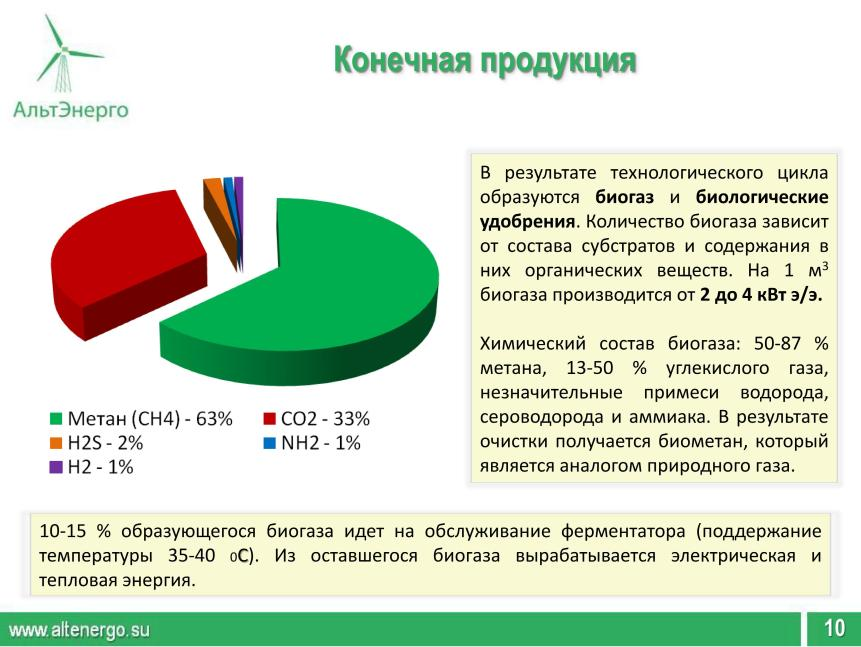 АльтЭнерго
Конечная продукция
В результате технологического цикла
образуются биогаз и биологические
удобрения. Количество биогаза зависит
от состава субстратов и содержания в
них органических веществ. На 1 м³
биогаза производится от 2 до 4 кВт э/э.
Химический состав биогаза: 50-87 %
метана, 13-50 % углекислого газа,
незначительные примеси водорода,
сероводорода и аммиака. В результате
очистки получается биометан, который
является аналогом природного газа.
Метан (CH4) - 63%
CO2 - 33%
H2S - 2%
NH2 - 1%
H2 - 1%
10-15 % образующегося биогаза идет на обслуживание ферментатора (поддержание
температуры 35-40 0С). Из оставшегося биогаза вырабатывается электрическая и
тепловая энергия.
www.altenergo.su
10